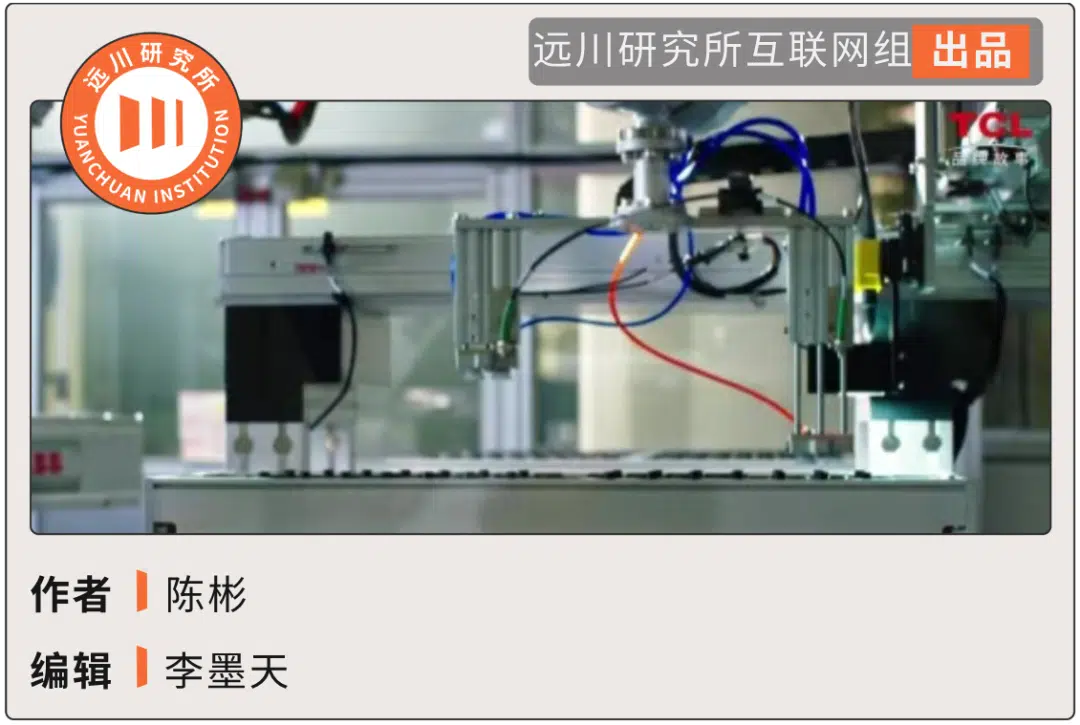 远川研究所互联网组 出品
远川研究所
YUANCHUAN INSTITUTION
TCL
品牌故事
作者 陈彬
编辑 李墨天